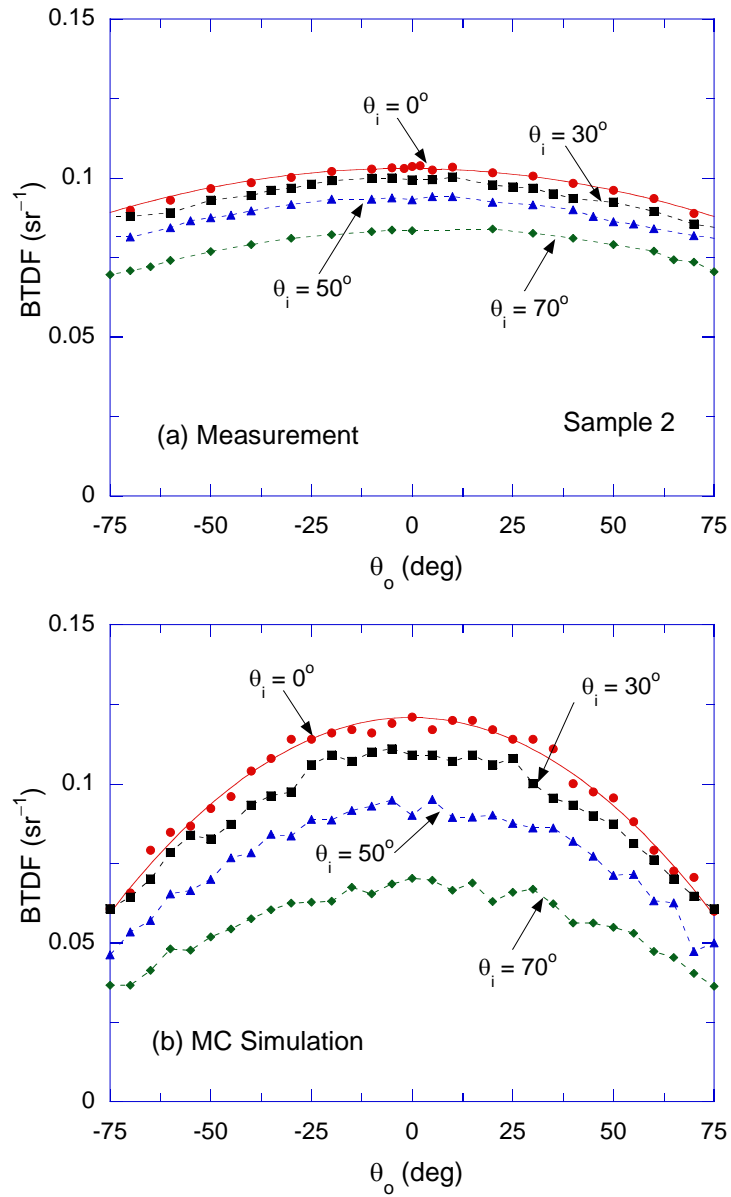 0.15
θi = 0o
θi = 30o
0.1
BTDF (sr−1)
θi = 50o
θi = 70o
0.05
(a) Measurement
Sample 2
0
-75 -50 -25 0 25 50 75
θo (deg)
0.15
θi = 0o
θi = 30o
0.1
BTDF (sr−1)
θi = 50o
0.05
θi = 70o
(b) MC Simulation
0
-75 -50 -25 0 25 50 75
θo (deg)